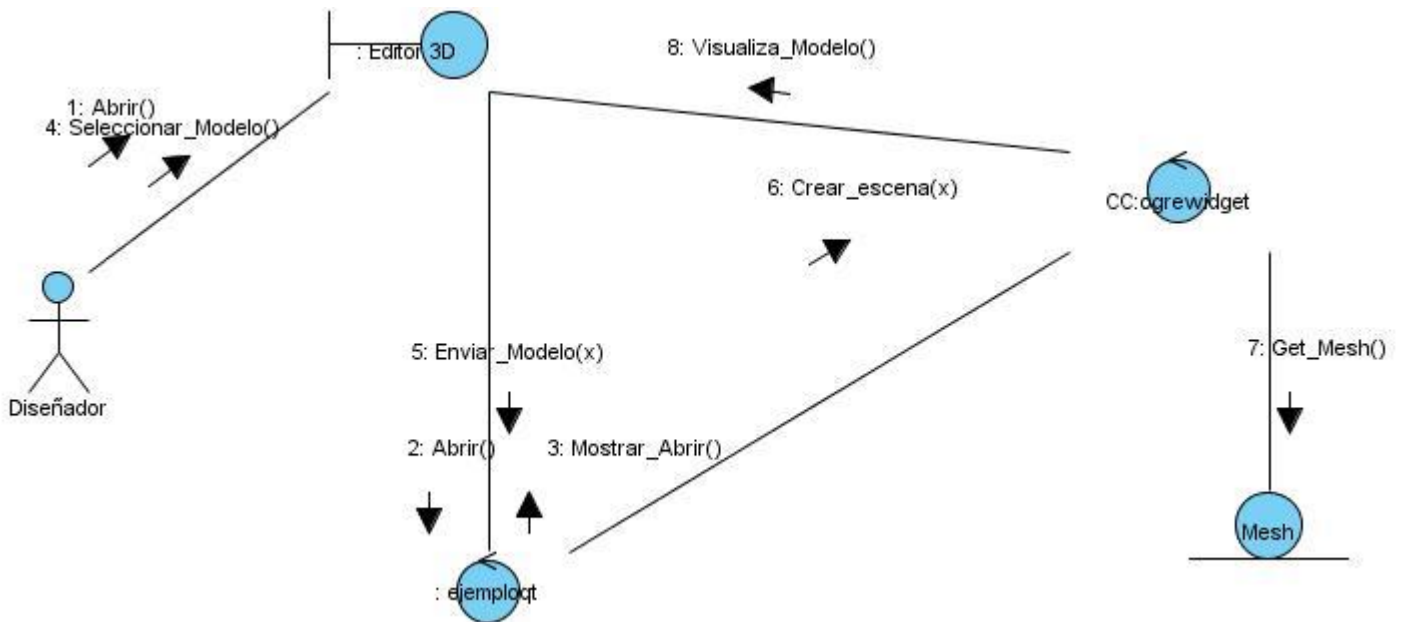 : Editor 3D
8: Visualiza_Modelo()
1: Abrir()
4: Seleccionar_Modelo()
6: Crear_escena(x)
CC:ogrewidget
5: Enviar_Modelo(x)
7: Get_Mesh()
Diseñador
2: Abrir()
3: Mostrar_Abrir()
Mesh
: ejemploqt